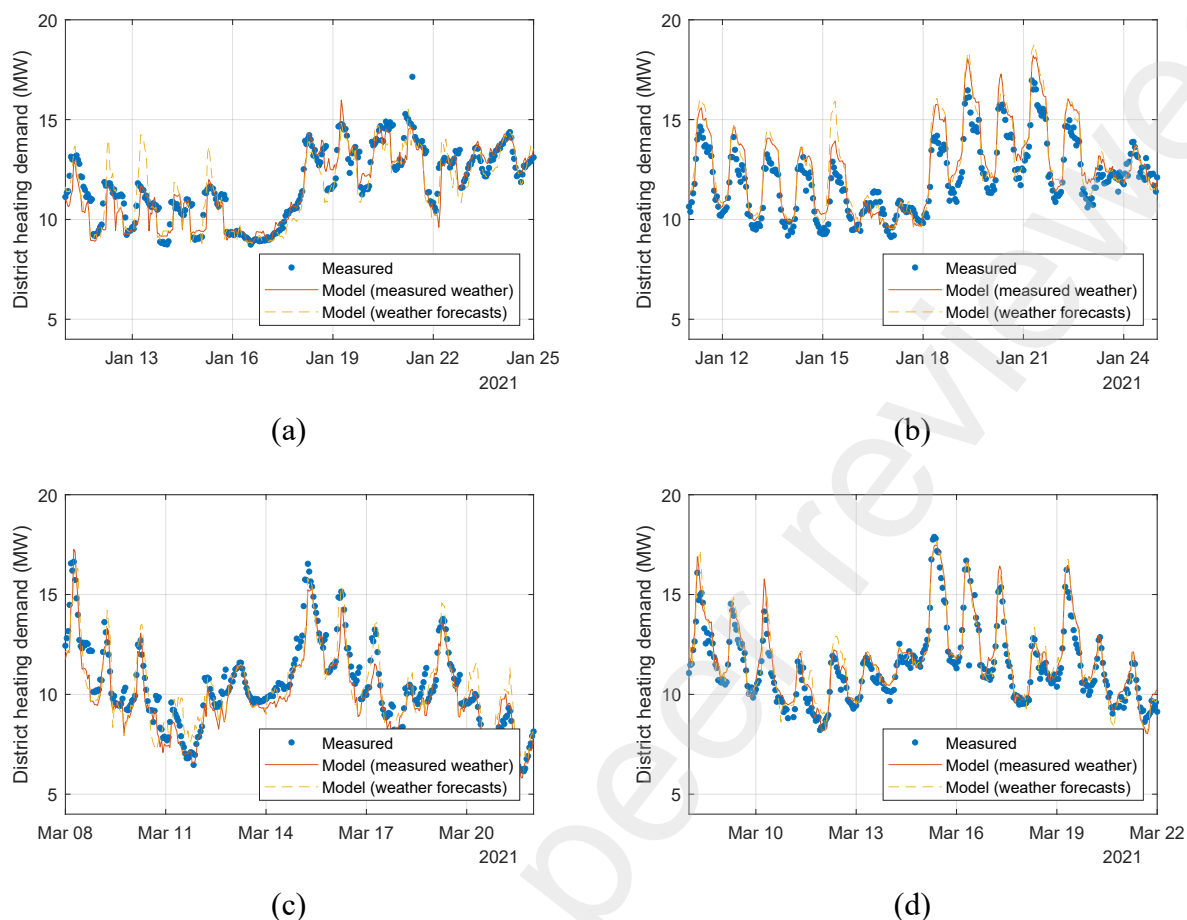 20
15
10
5
District heating demand (MW)
Measured
Model (measured weather)
Model (weather forecasts)
Jan 13
Jan 16
Jan 19
Jan 22
Jan 25
2021
(a)
20
15
10
5
District heating demand (MW)
Measured
Model (measured weather)
Model (weather forecasts)
Jan 12
Jan 15
Jan 18
Jan 21
Jan 24
2021
(b)
20
15
10
5
District heating demand (MW)
Measured
Model (measured weather)
Model (weather forecasts)
Mar 08
Mar 11
Mar 14
Mar 17
Mar 20
2021
(c)
20
15
10
5
District heating demand (MW)
Measured
Model (measured weather)
Model (weather forecasts)
Mar 10
Mar 13
Mar 16
Mar 19
Mar 22
2021
(d)
peer reviewe